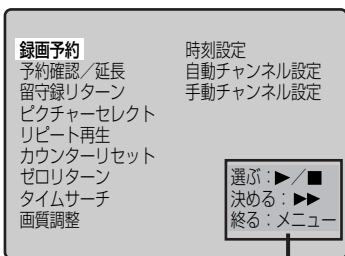 録画予約
予約確認／延長
留守録リターン
ピクチャーセレクト
リピート再生
カウンターリセット
ゼロリターン
タイムサーチ
画質調整
時刻設定
自動チャンネル設定
手動チャンネル設定
選ぶ：▶／■
決める：▶▶
終る：メニュー